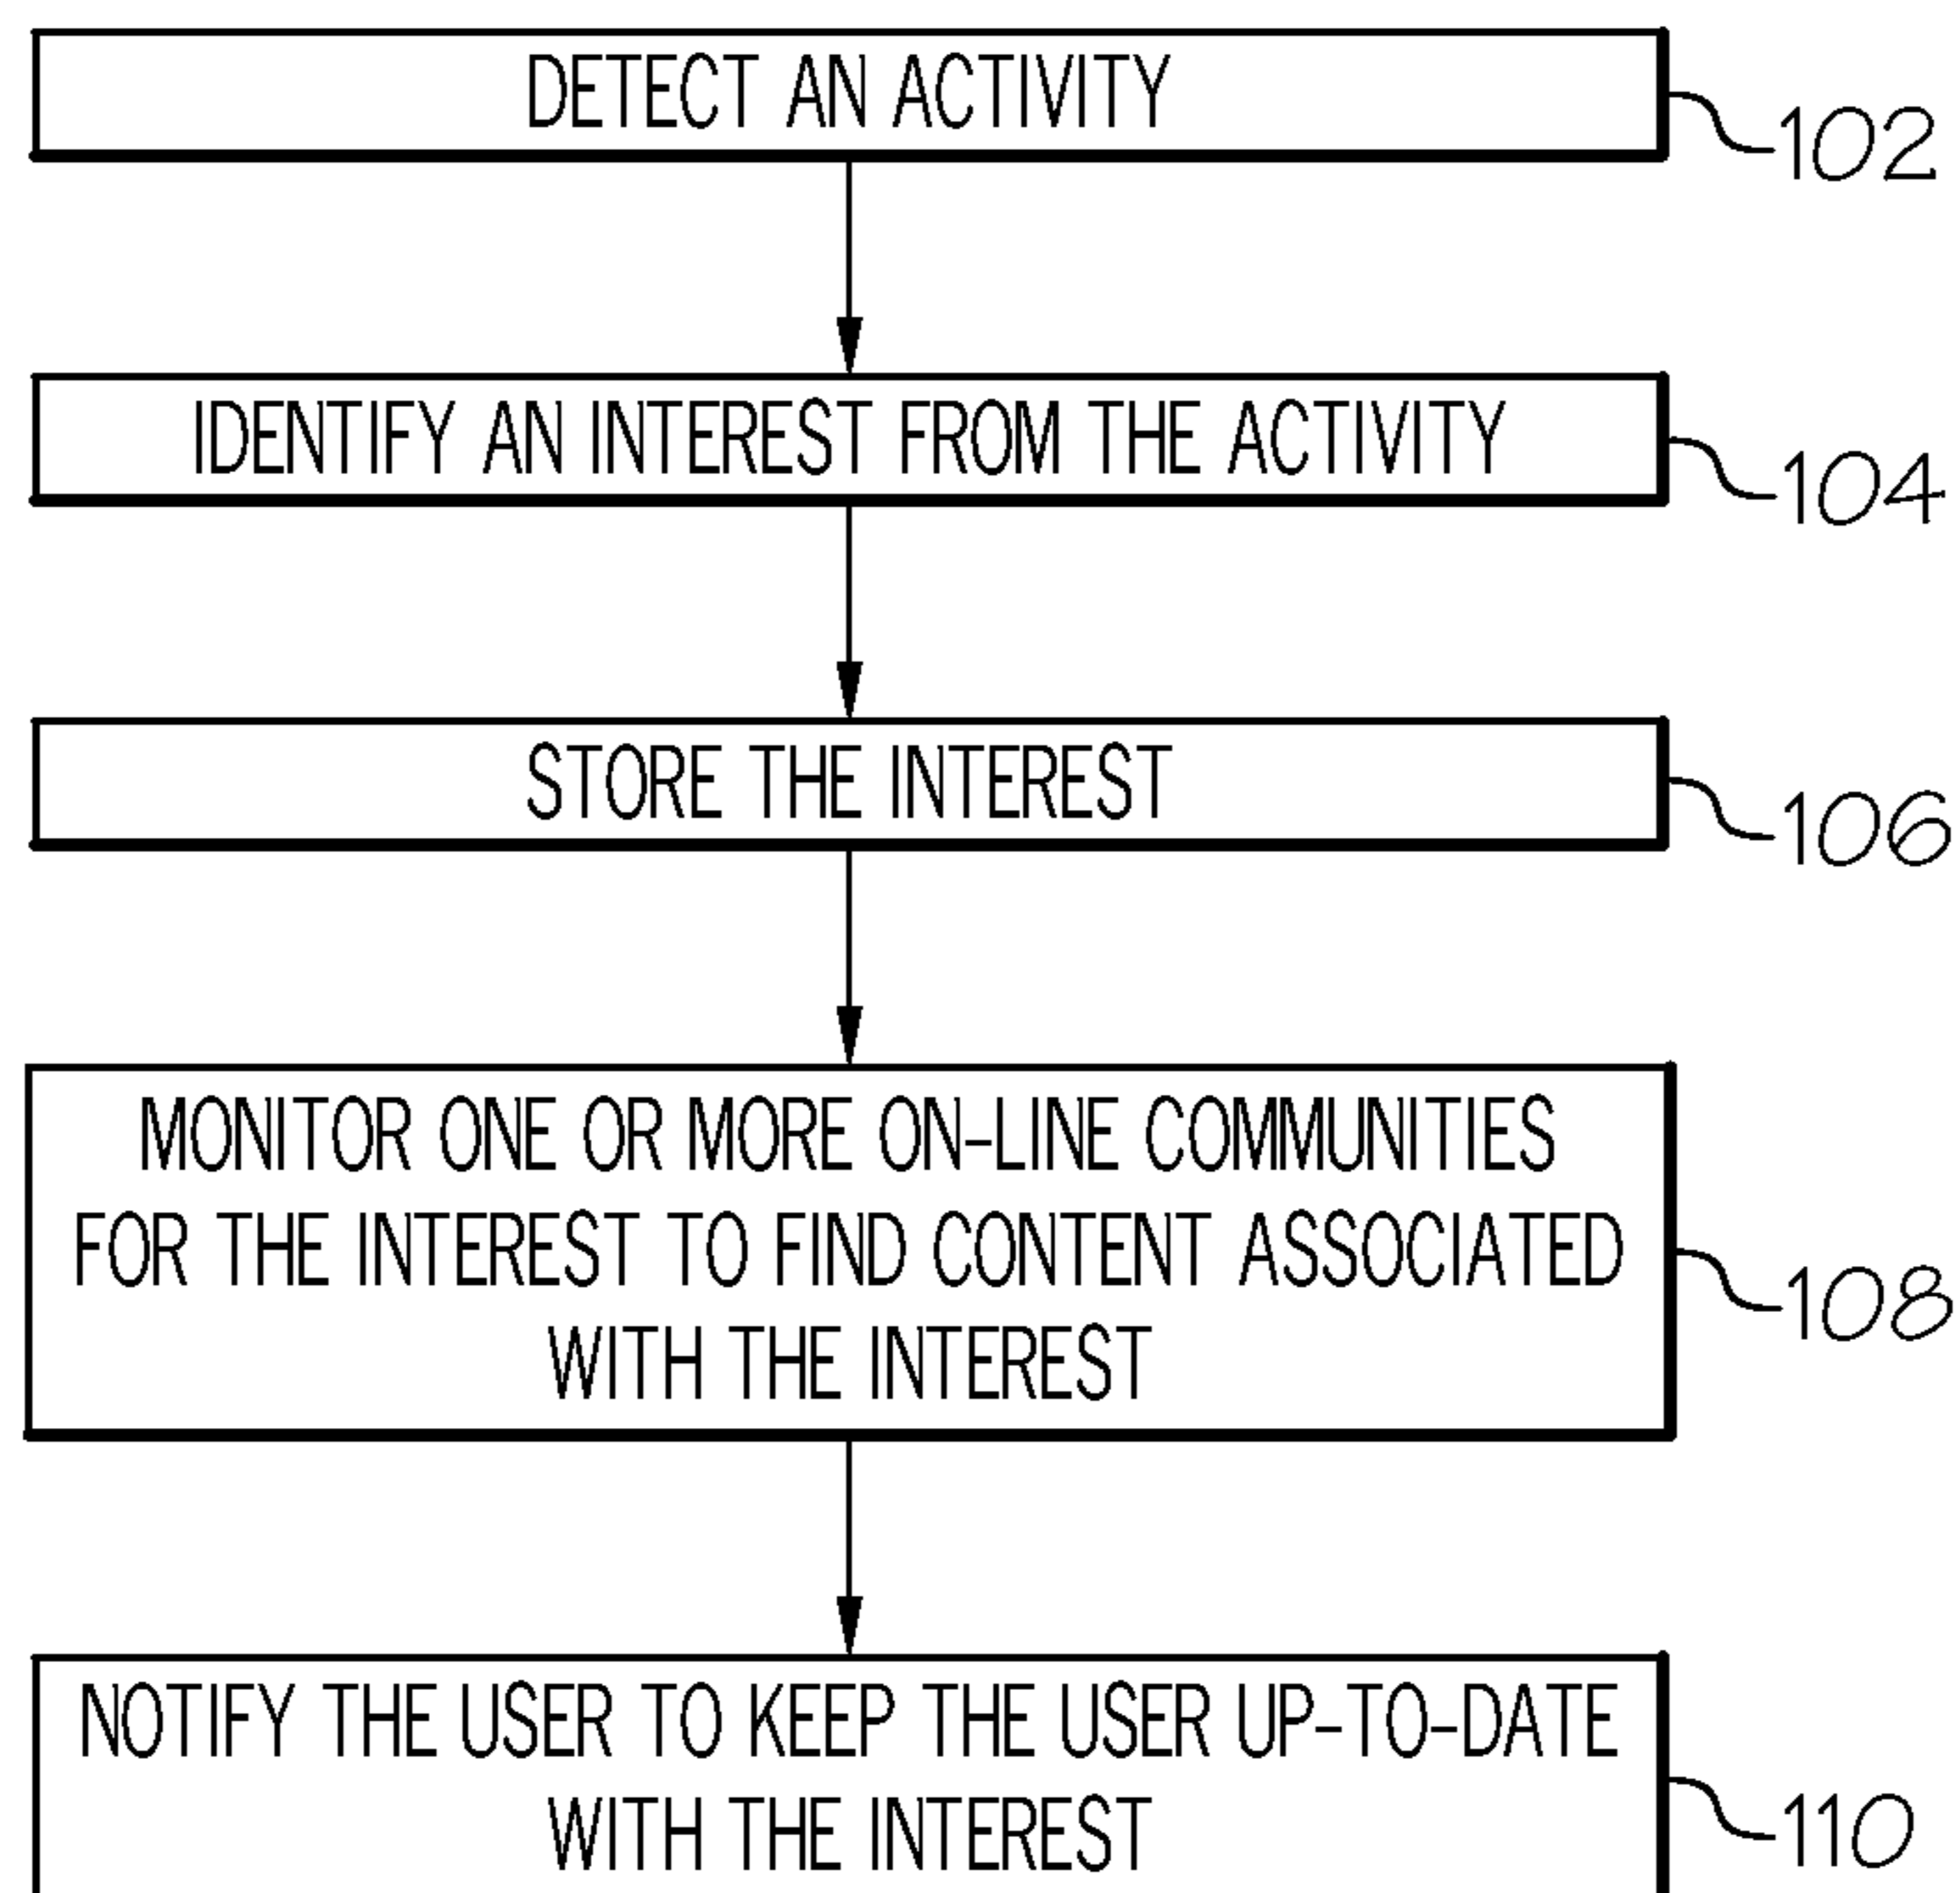 DETECT AN ACTIVITY
102
IDENTIFY AN INTEREST FROM THE ACTIVITY
104
STORE THE INTEREST
106
MONITOR ONE OR MORE ON-LINE COMMUNITIES
FOR THE INTEREST TO FIND CONTENT ASSOCIATED
WITH THE INTEREST
108
NOTIFY THE USER TO KEEP THE USER UP-TO-DATE
WITH THE INTEREST
110